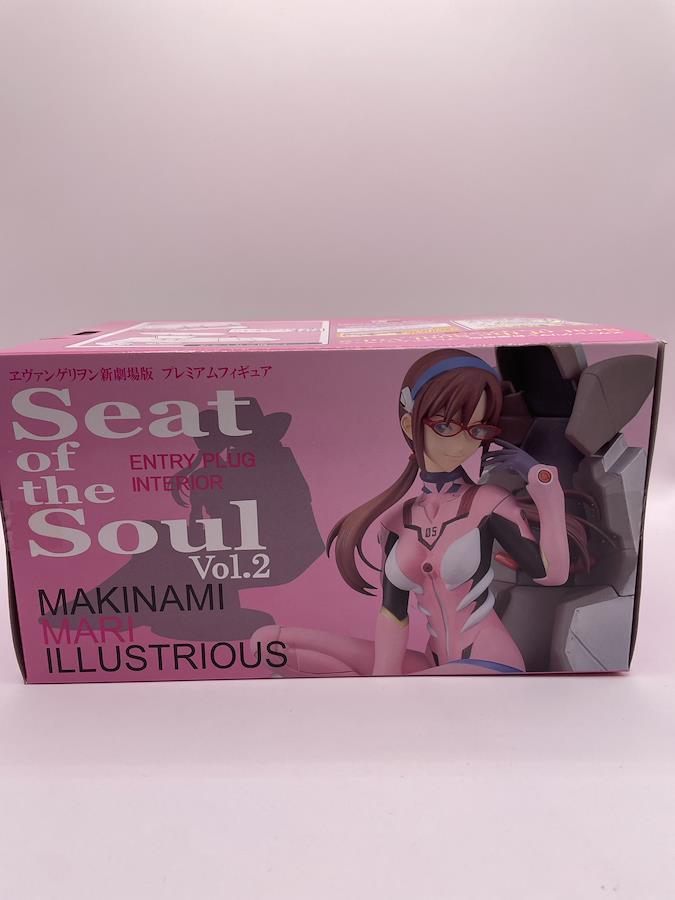 ヱヴァンゲリヲン新劇場版 プレミアムフィギュア
Seat
of
the
Soul
Vol.2
ENTRY PLUG
INTERIOR
MAKINAMI
MARI
ILLUSTRIOUS
05